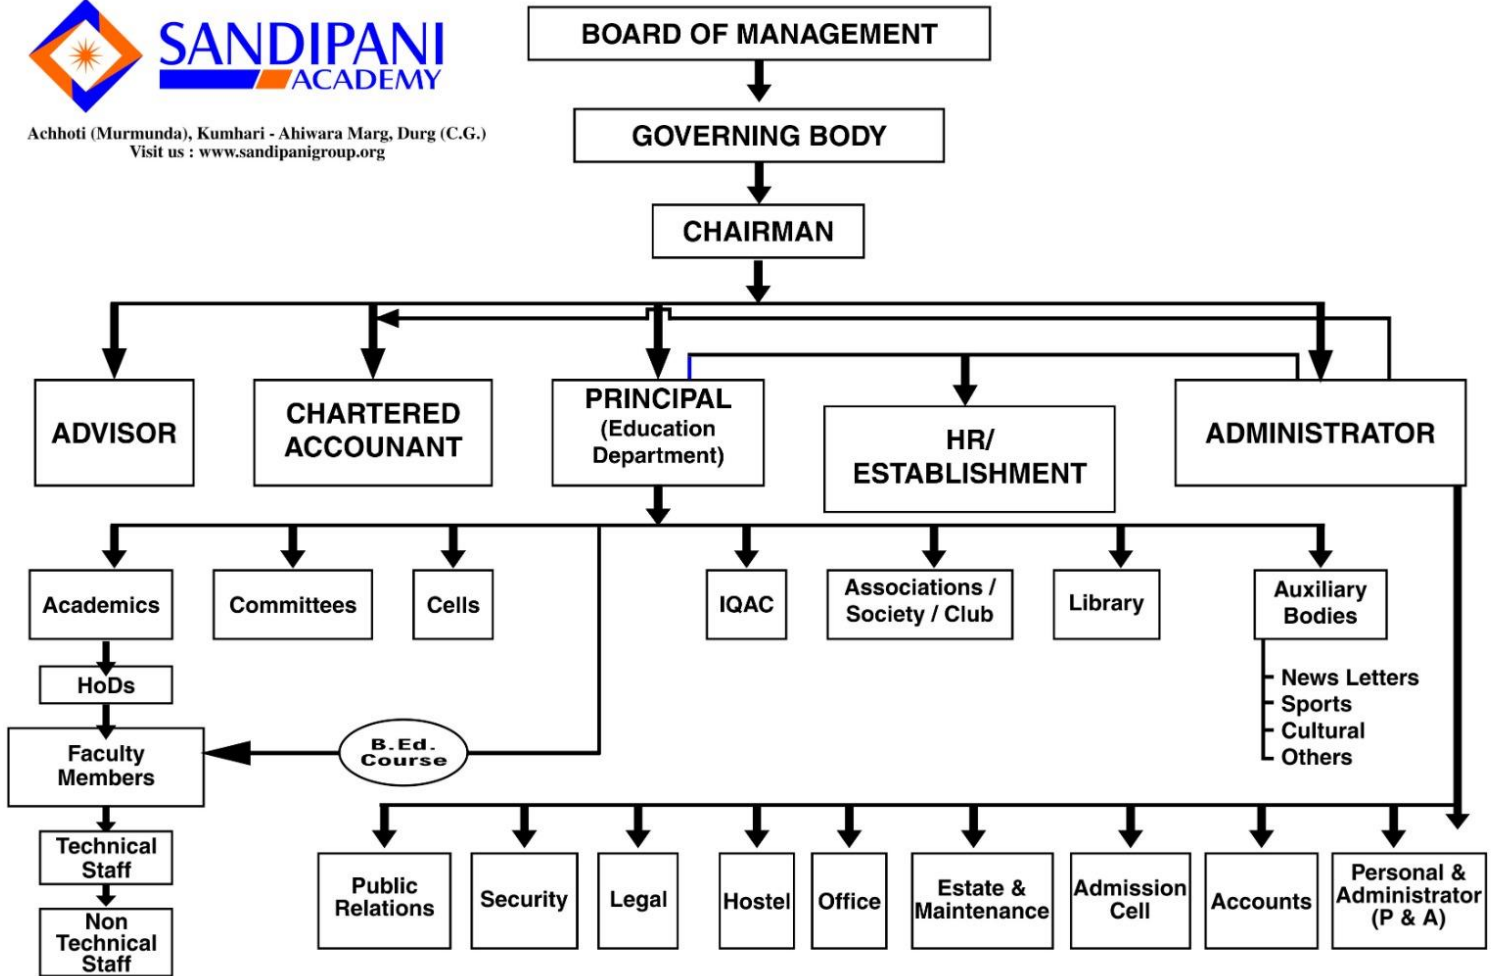 SANDIPANI
ACADEMY
Achhoti (Murmunda), Kumhari - Ahiwara Marg, Durg (C.G.)
Visit us : www.sandipanigroup.org
BOARD OF MANAGEMENT
GOVERNING BODY
CHAIRMAN
ADVISOR
CHARTERED
ACCOUNANT
PRINCIPAL
(Education
Department)
HR/
ESTABLISHMENT
ADMINISTRATOR
Academics
Committees
Cells
IQAC
Associations /
Society / Club
Library
Auxiliary
Bodies
News Letters
Sports
Cultural
Others
HoDs
Faculty
Members
B.Ed.
Course
Technical
Staff
Non
Technical
Staff
Public
Relations
Security
Legal
Hostel
Office
Estate &
Maintenance
Admission
Cell
Accounts
Personal &
Administrator
(P & A)